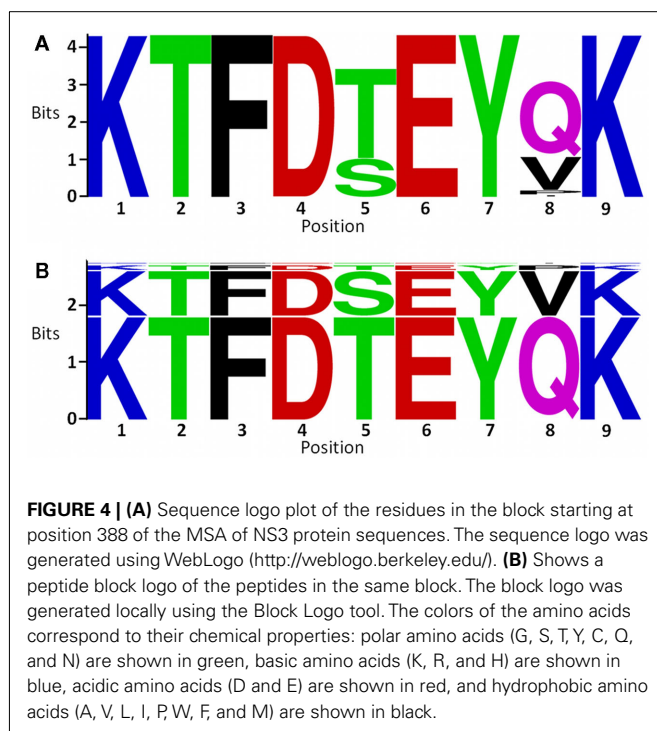 A
4
3
Bits
2
1
0
K T F D T E Y Q K
S V
1 2 3 4 5 6 7 8 9
Position
B
K T F D S E Y V K
2
Bits
1
0
K T F D T E Y Q K
1 2 3 4 5 6 7 8 9
Position
FIGURE 4 | (A) Sequence logo plot of the residues in the block starting at
position 388 of the MSA of NS3 protein sequences. The sequence logo was
generated using WebLogo (http://weblogo.berkeley.edu/). (B) Shows a
peptide block logo of the peptides in the same block. The block logo was
generated locally using the Block Logo tool. The colors of the amino acids
correspond to their chemical properties: polar amino acids (G, S, T, Y, C, Q,
and N) are shown in green, basic amino acids (K, R, and H) are shown in
blue, acidic amino acids (D and E) are shown in red, and hydrophobic amino
acids (A, V, L, I, P, W, F, and M) are shown in black.